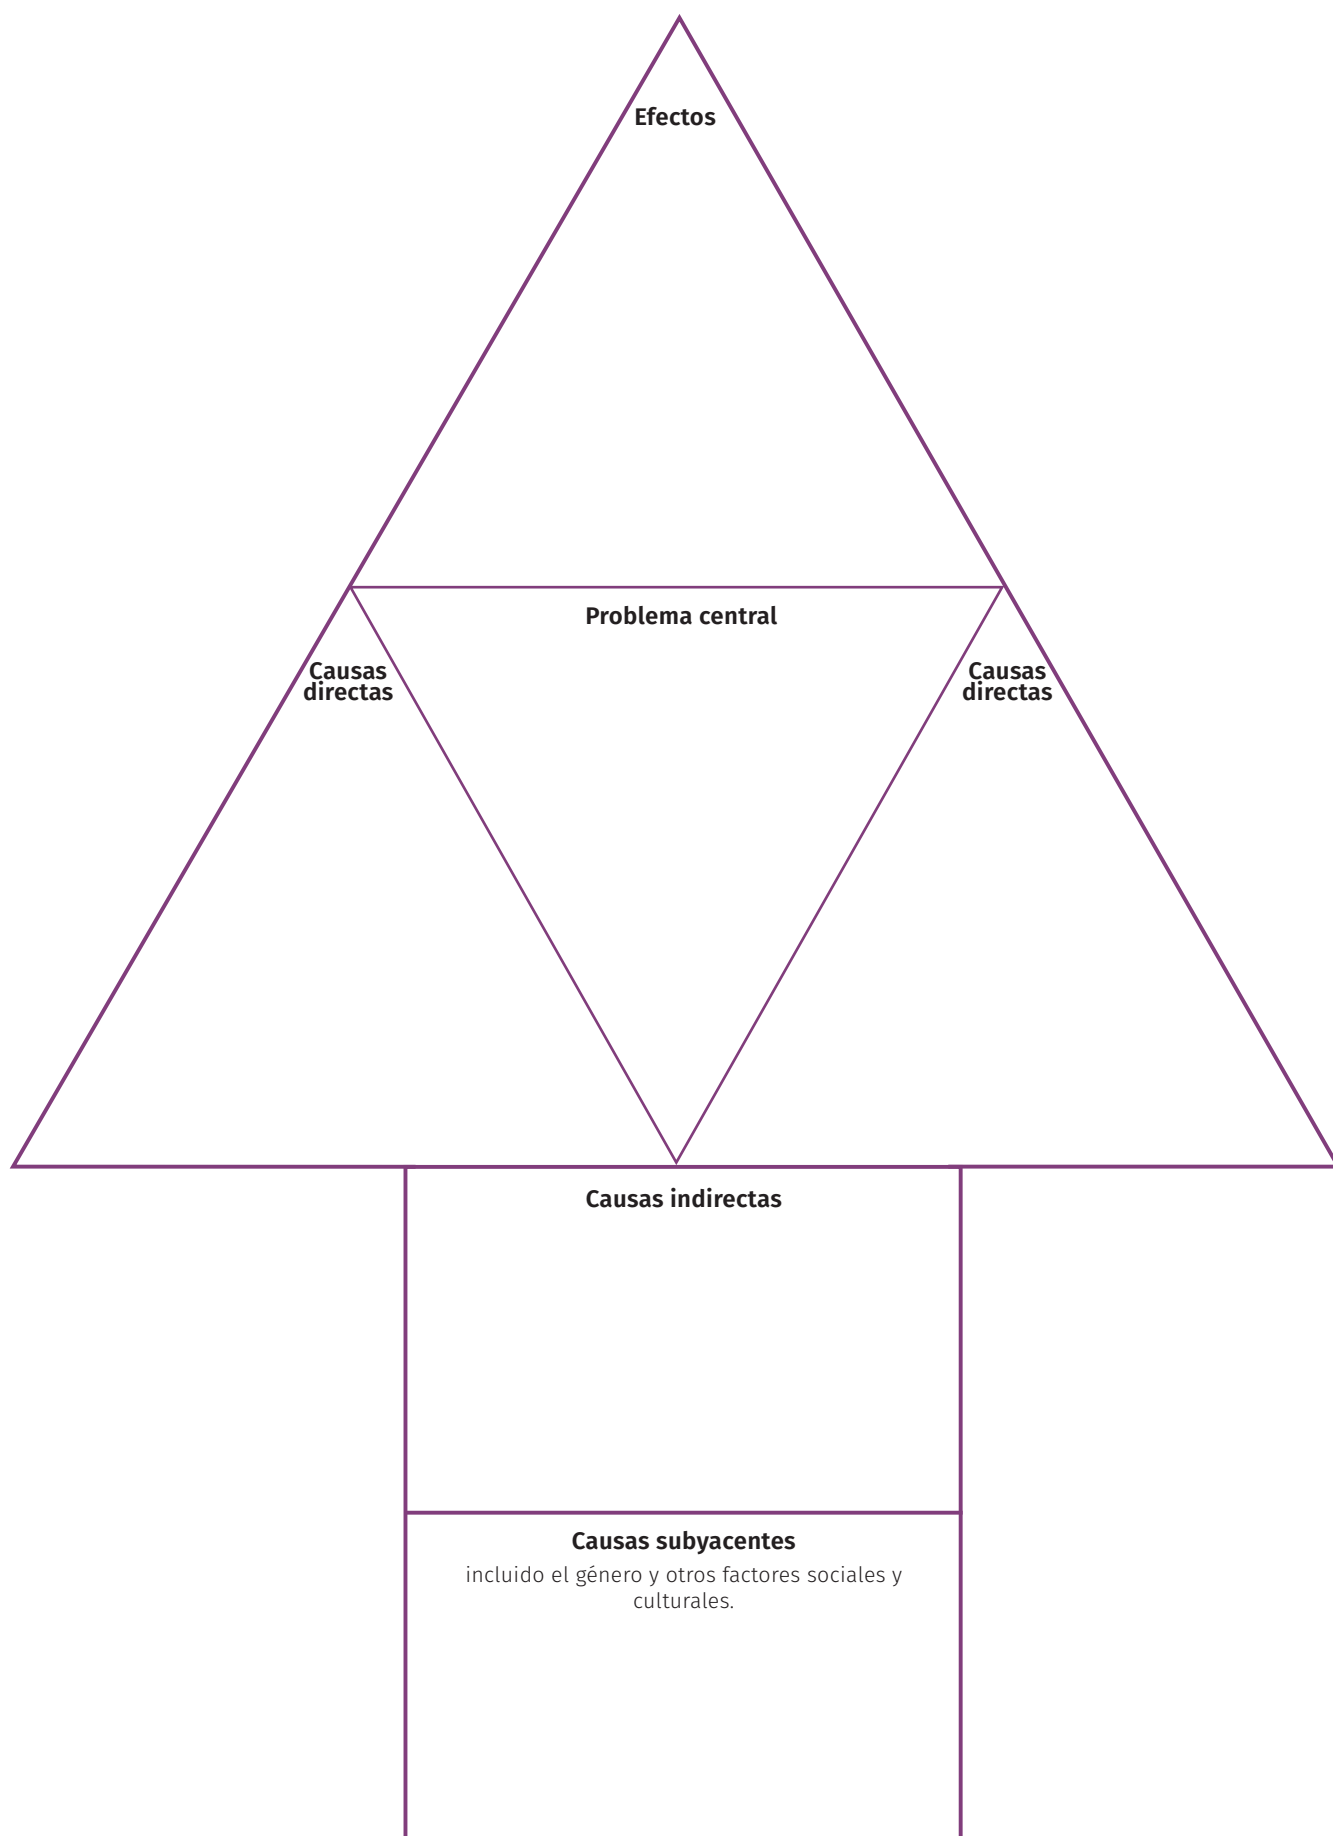 Efectos
Problema central
Causas
directas
Causas
directas
Causas indirectas
Causas subyacentes
incluido el género y otros factores sociales y
culturales.